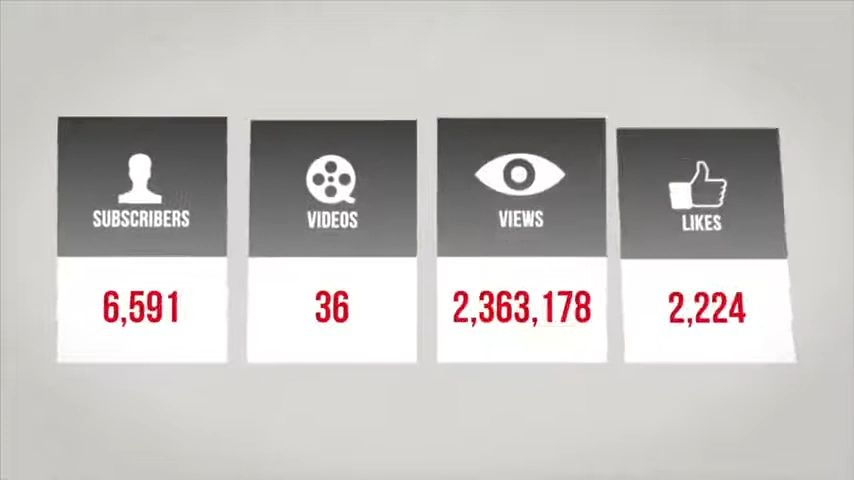 SUBSCRIBERS
6,591
VIDEOS
36
VIEWS
2,363,178
LIKES
2,224